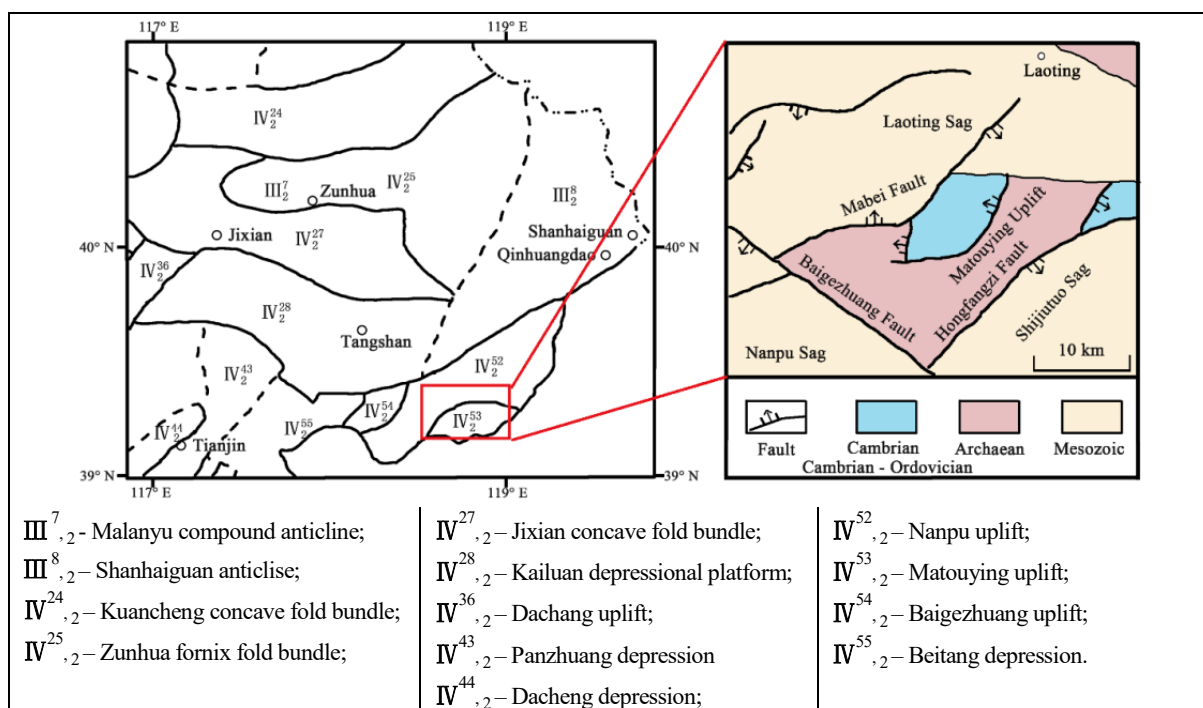 117° E
119° E
Ⅳ₂²⁴
Ⅲ₂⁷
Zunhua
Ⅳ₂²⁵
Ⅲ₂⁸
Shanhaiguan
40° N
Jixian
Ⅳ₂²⁷
Qinhuangdao
40° N
Ⅳ₂³⁶
Ⅳ₂²⁸
Tangshan
Ⅳ₂⁴³
Ⅳ₂⁵²
Ⅳ₂⁵⁴
Ⅳ₂⁵³
Ⅳ₂⁴⁴
Tianjin
Ⅳ₂⁵⁵
39° N
39° N
117° E
119° E
Laoting
Laoting Sag
Mabei Fault
Matouying Uplift
Baigezhuang Fault
Hongfangzi Fault
Shijiutuo Sag
Nanpu Sag
10 km
Fault
Cambrian
Archaean
Mesozoic
Cambrian - Ordovician
Ⅲ⁷,₂ - Malanyu compound anticline;
Ⅲ⁸,₂ – Shanhaiguan anticlise;
Ⅳ²⁴,₂ – Kuancheng concave fold bundle;
Ⅳ²⁵,₂ – Zunhua fornix fold bundle;
Ⅳ²⁷,₂ – Jixian concave fold bundle;
Ⅳ²⁸,₂ – Kailuan depressional platform;
Ⅳ³⁶,₂ – Dachang uplift;
Ⅳ⁴³,₂ – Panzhuang depression
Ⅳ⁴⁴,₂ – Dacheng depression;
Ⅳ⁵²,₂ – Nanpu uplift;
Ⅳ⁵³,₂ – Matouying uplift;
Ⅳ⁵⁴,₂ – Baigezhuang uplift;
Ⅳ⁵⁵,₂ – Beitang depression.